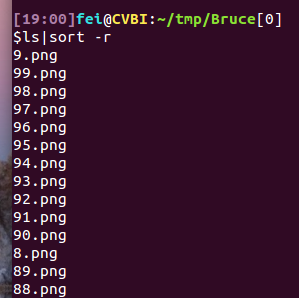 [19:00]fei@CVBI:~/tmp/Bruce[0]
$ls|sort -r
9.png
99.png
98.png
97.png
96.png
95.png
94.png
93.png
92.png
91.png
90.png
8.png
89.png
88.png